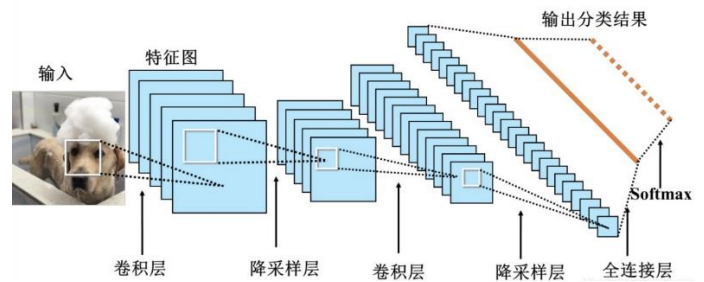 输出分类结果
特征图
输入
Softmax
卷积层
降采样层
卷积层
降采样层
全连接层